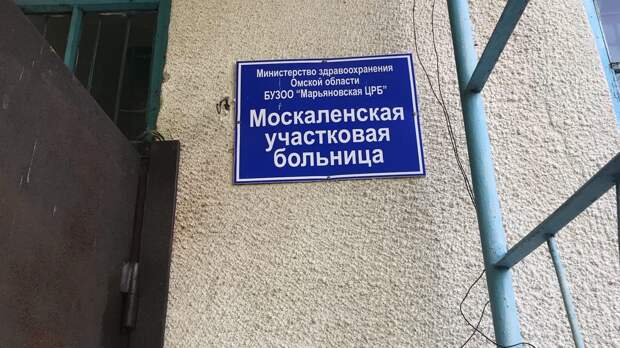 Министерство здравоохранения
Омской области
БУЗОО "Марьяновская ЦРБ"
Москаленская
участковая
больница